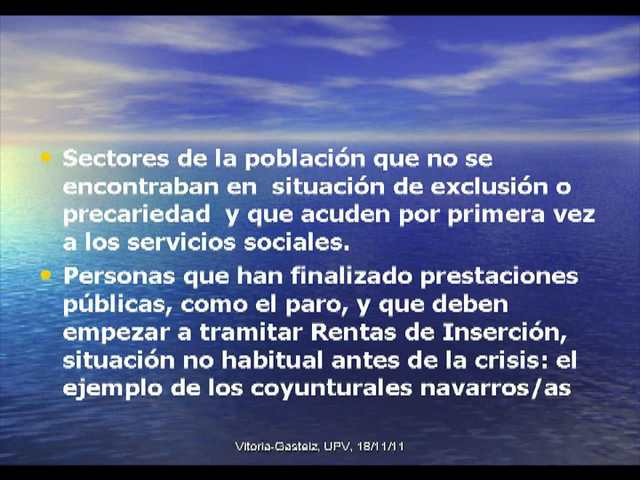 Sectores de la población que no se
encontraban en situación de exclusión o
precariedad y que acuden por primera vez
a los servicios sociales.
Personas que han finalizado prestaciones
públicas, como el paro, y que deben
empezar a tramitar Rentas de Inserción,
situación no habitual antes de la crisis: el
ejemplo de los coyunturales navarros/as
Vitoria-Gasteiz, UPV, 18/11/11